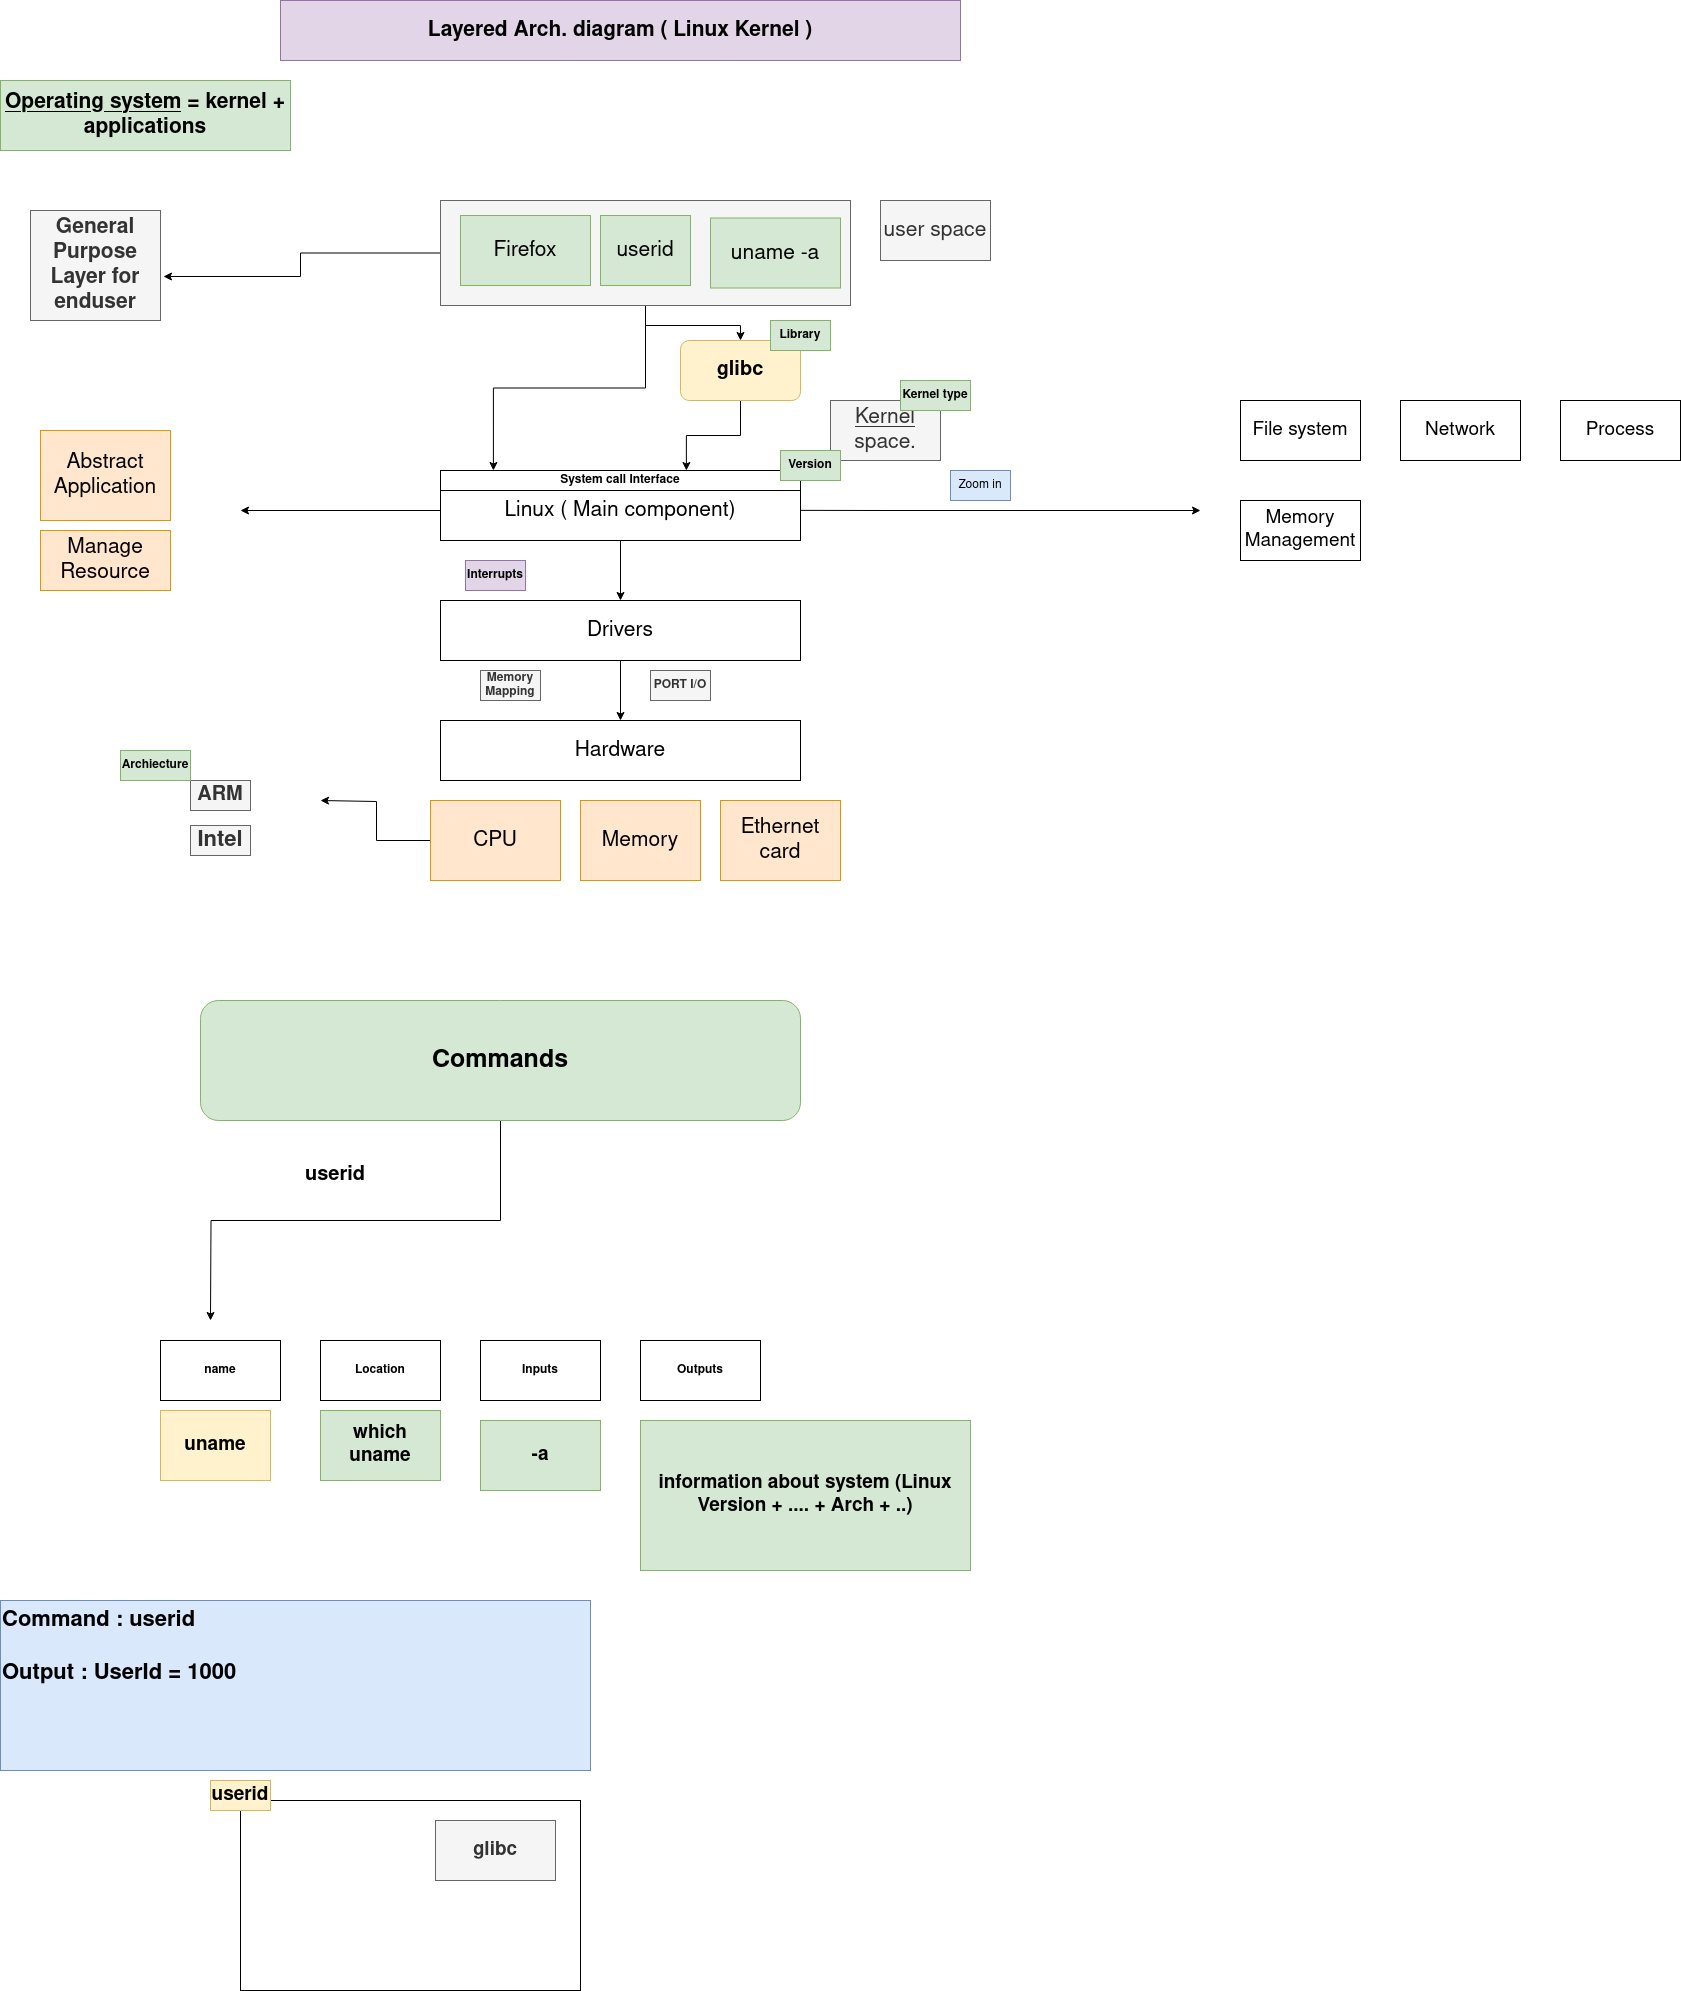 Layered Arch. diagram ( Linux Kernel )
Operating system = kernel +
applications
General
Purpose
Layer for
enduser
Firefox
userid
uname -a
user space
Library
glibc
Kernel type
Kernel
space.
Version
File system
Network
Process
Abstract
Application
System call Interface
Linux ( Main component)
Zoom in
Memory
Management
Manage
Resource
Interrupts
Drivers
Memory
Mapping
PORT I/O
Hardware
Archiecture
ARM
Intel
CPU
Memory
Ethernet
card
Commands
userid
name
Location
Inputs
Outputs
uname
which
uname
-a
information about system (Linux
Version + .... + Arch + ..)
Command : userid
Output : UserId = 1000
userid
glibc